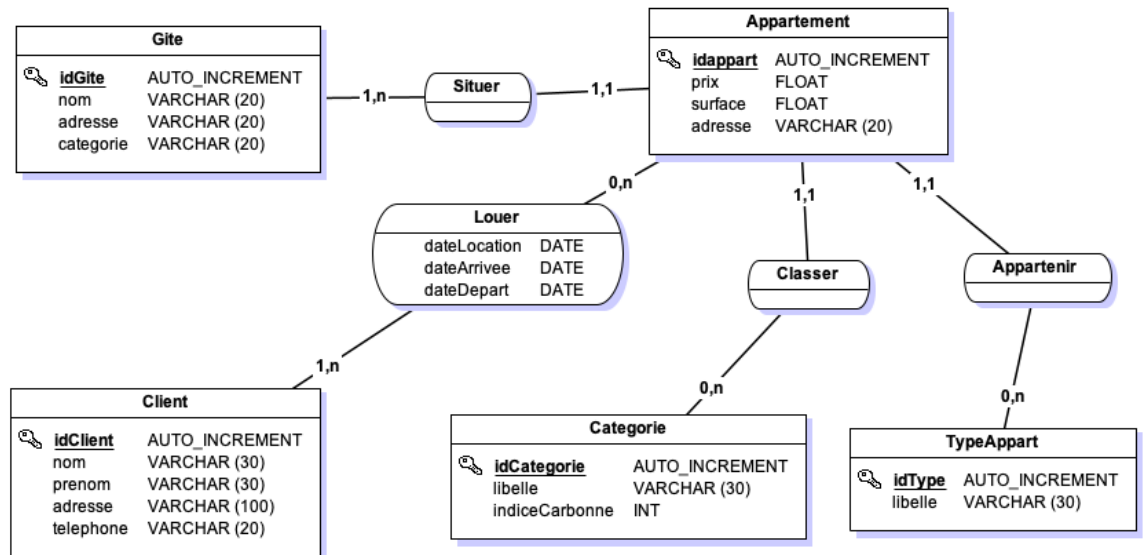 Gite
idGite AUTO_INCREMENT
nom VARCHAR (20)
adresse VARCHAR (20)
categorie VARCHAR (20)
1,n
Situer
1,1
Appartement
idappart AUTO_INCREMENT
prix FLOAT
surface FLOAT
adresse VARCHAR (20)
0,n
1,1
1,1
Louer
dateLocation DATE
dateArrivee DATE
dateDepart DATE
Classer
Appartenir
1,n
0,n
0,n
Client
idClient AUTO_INCREMENT
nom VARCHAR (30)
prenom VARCHAR (30)
adresse VARCHAR (100)
telephone VARCHAR (20)
Categorie
idCategorie AUTO_INCREMENT
libelle VARCHAR (30)
indiceCarbonne INT
TypeAppart
idType AUTO_INCREMENT
libelle VARCHAR (30)